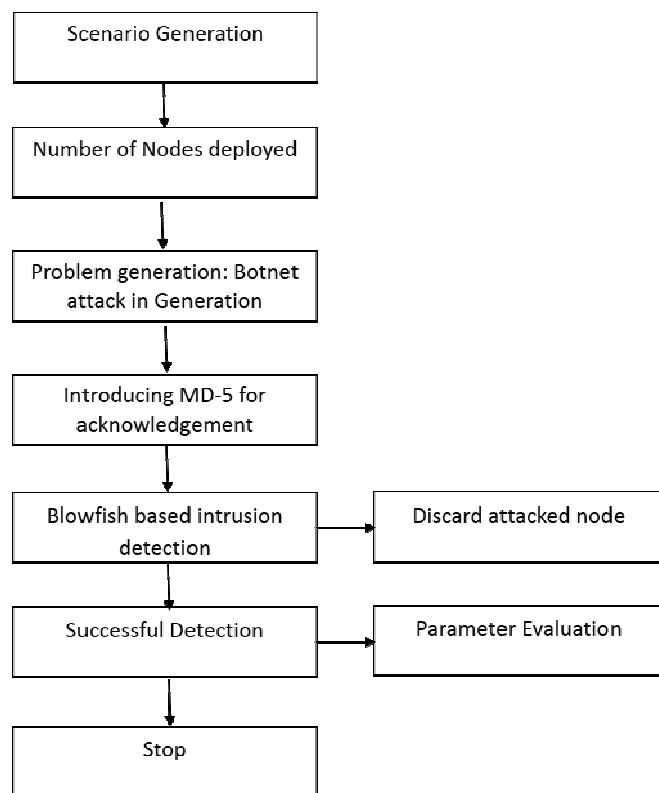 Scenario Generation
Number of Nodes deployed
Problem generation: Botnet
attack in Generation
Introducing MD-5 for
acknowledgement
Blowfish based intrusion
detection
Discard attacked node
Successful Detection
Parameter Evaluation
Stop